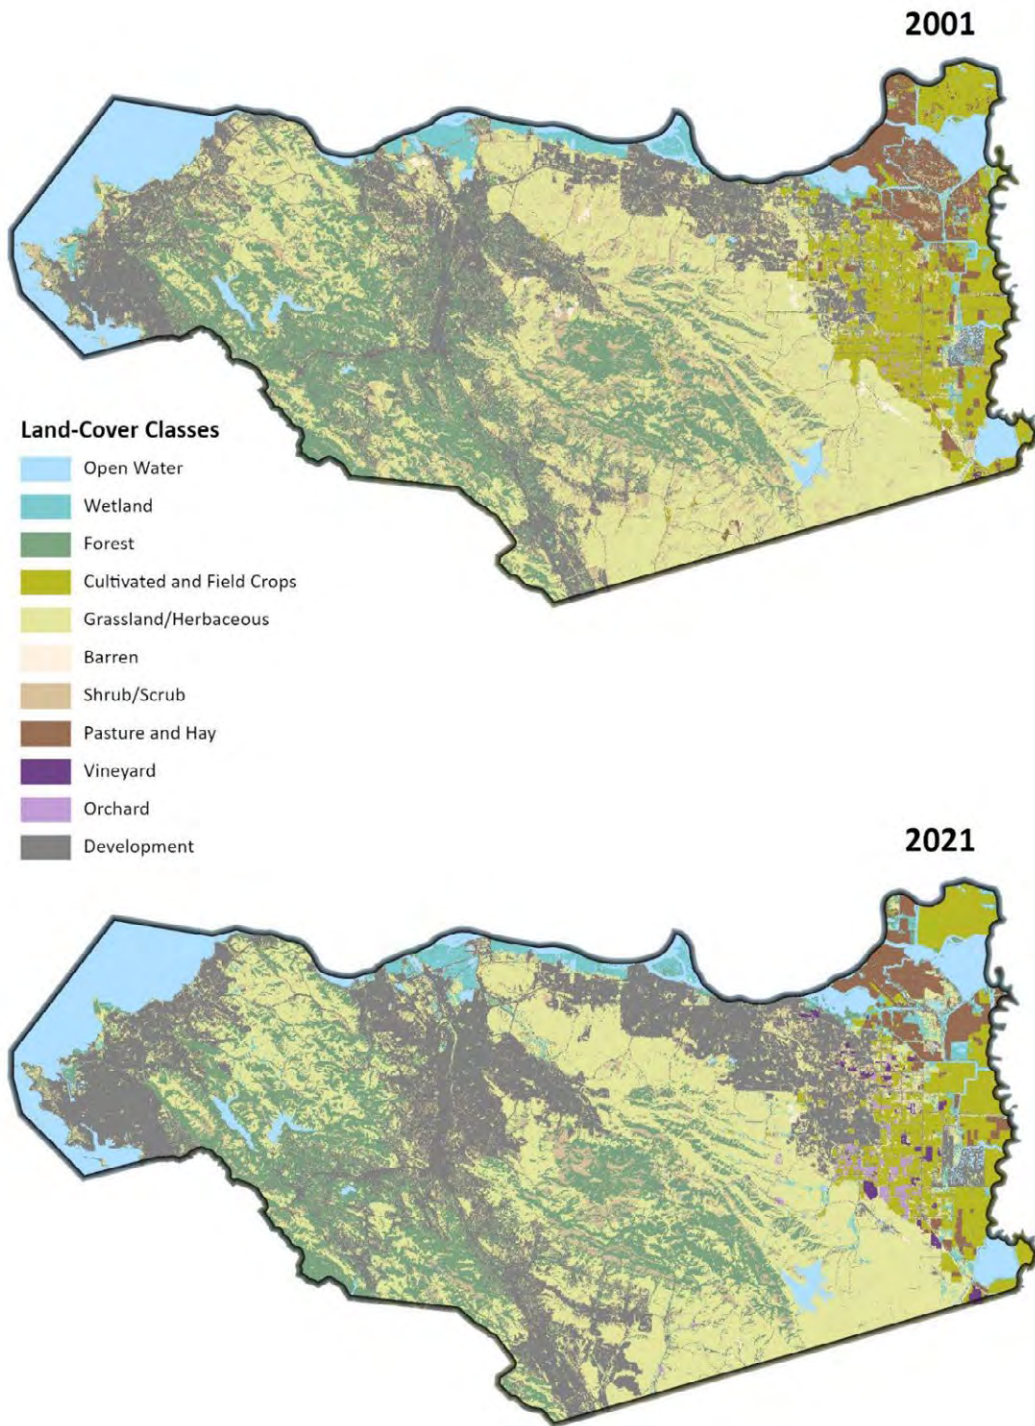 2001
Land-Cover Classes
Open Water
Wetland
Forest
Cultivated and Field Crops
Grassland/Herbaceous
Barren
Shrub/Scrub
Pasture and Hay
Vineyard
Orchard
Development
2021